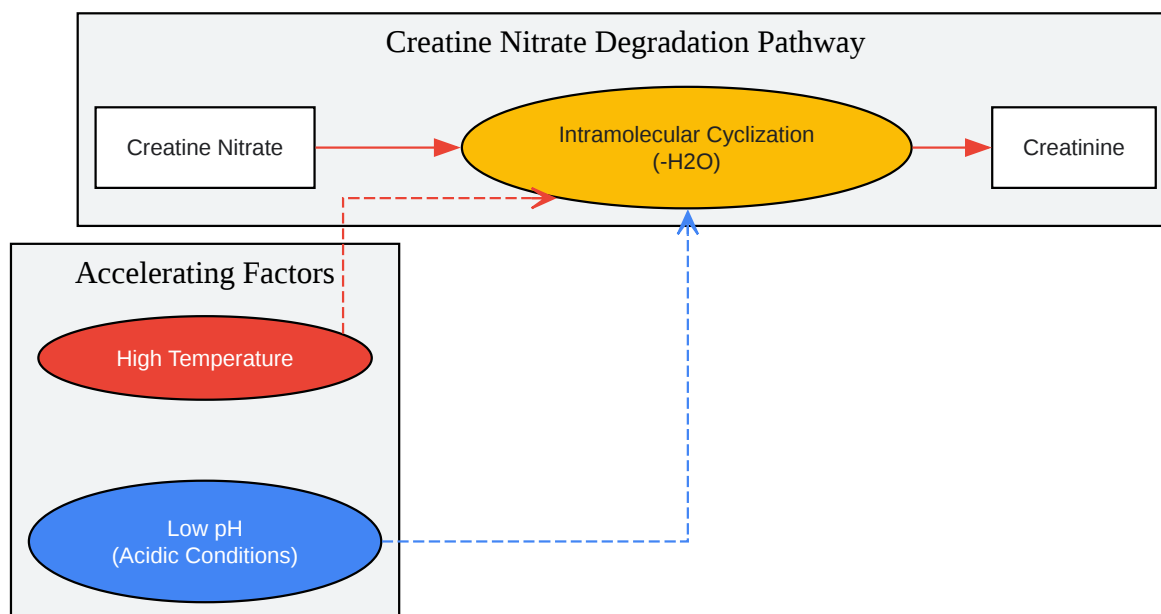 Creatine Nitrate Degradation Pathway
Creatine Nitrate
Intramolecular Cyclization
(-H2O)
Creatinine
Accelerating Factors
High Temperature
Low pH
(Acidic Conditions)